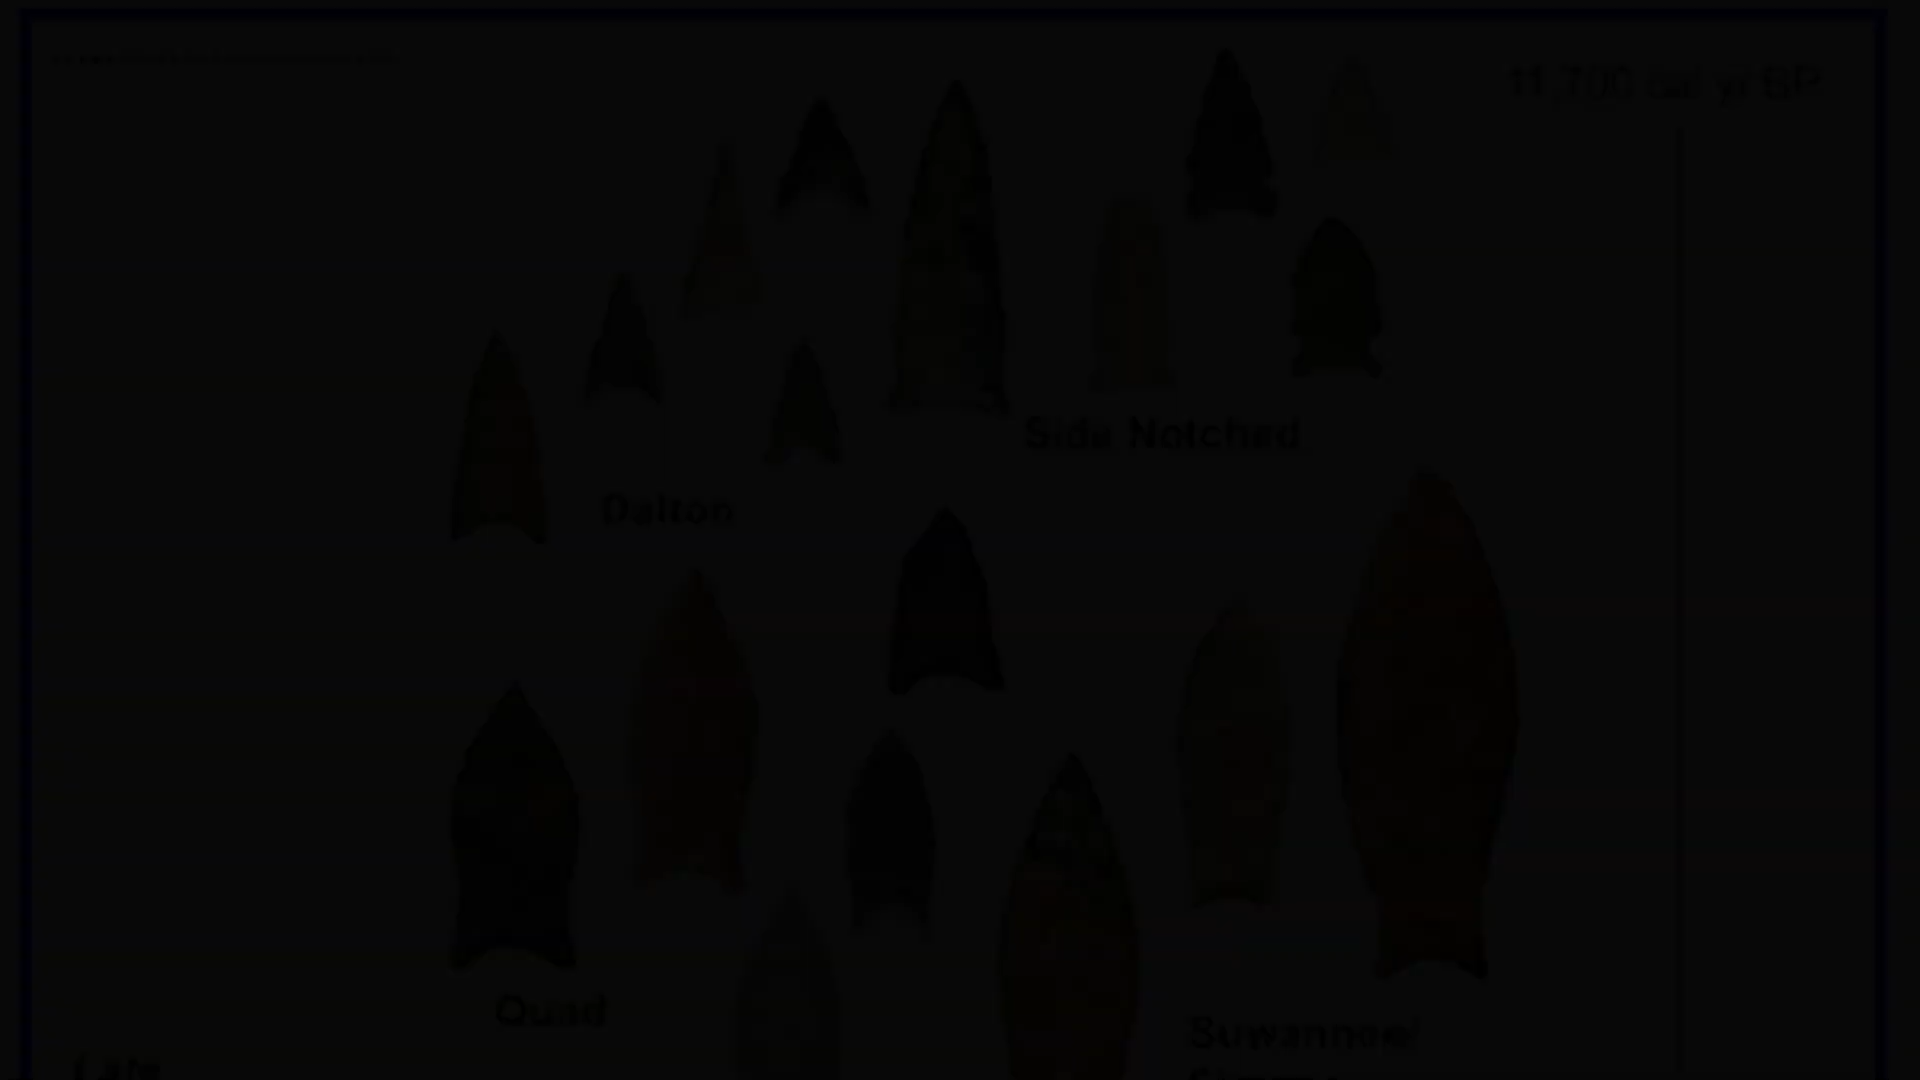 11,700 cal yr BP
Side Notched
Dalton
Quad
Suwannee/
Late